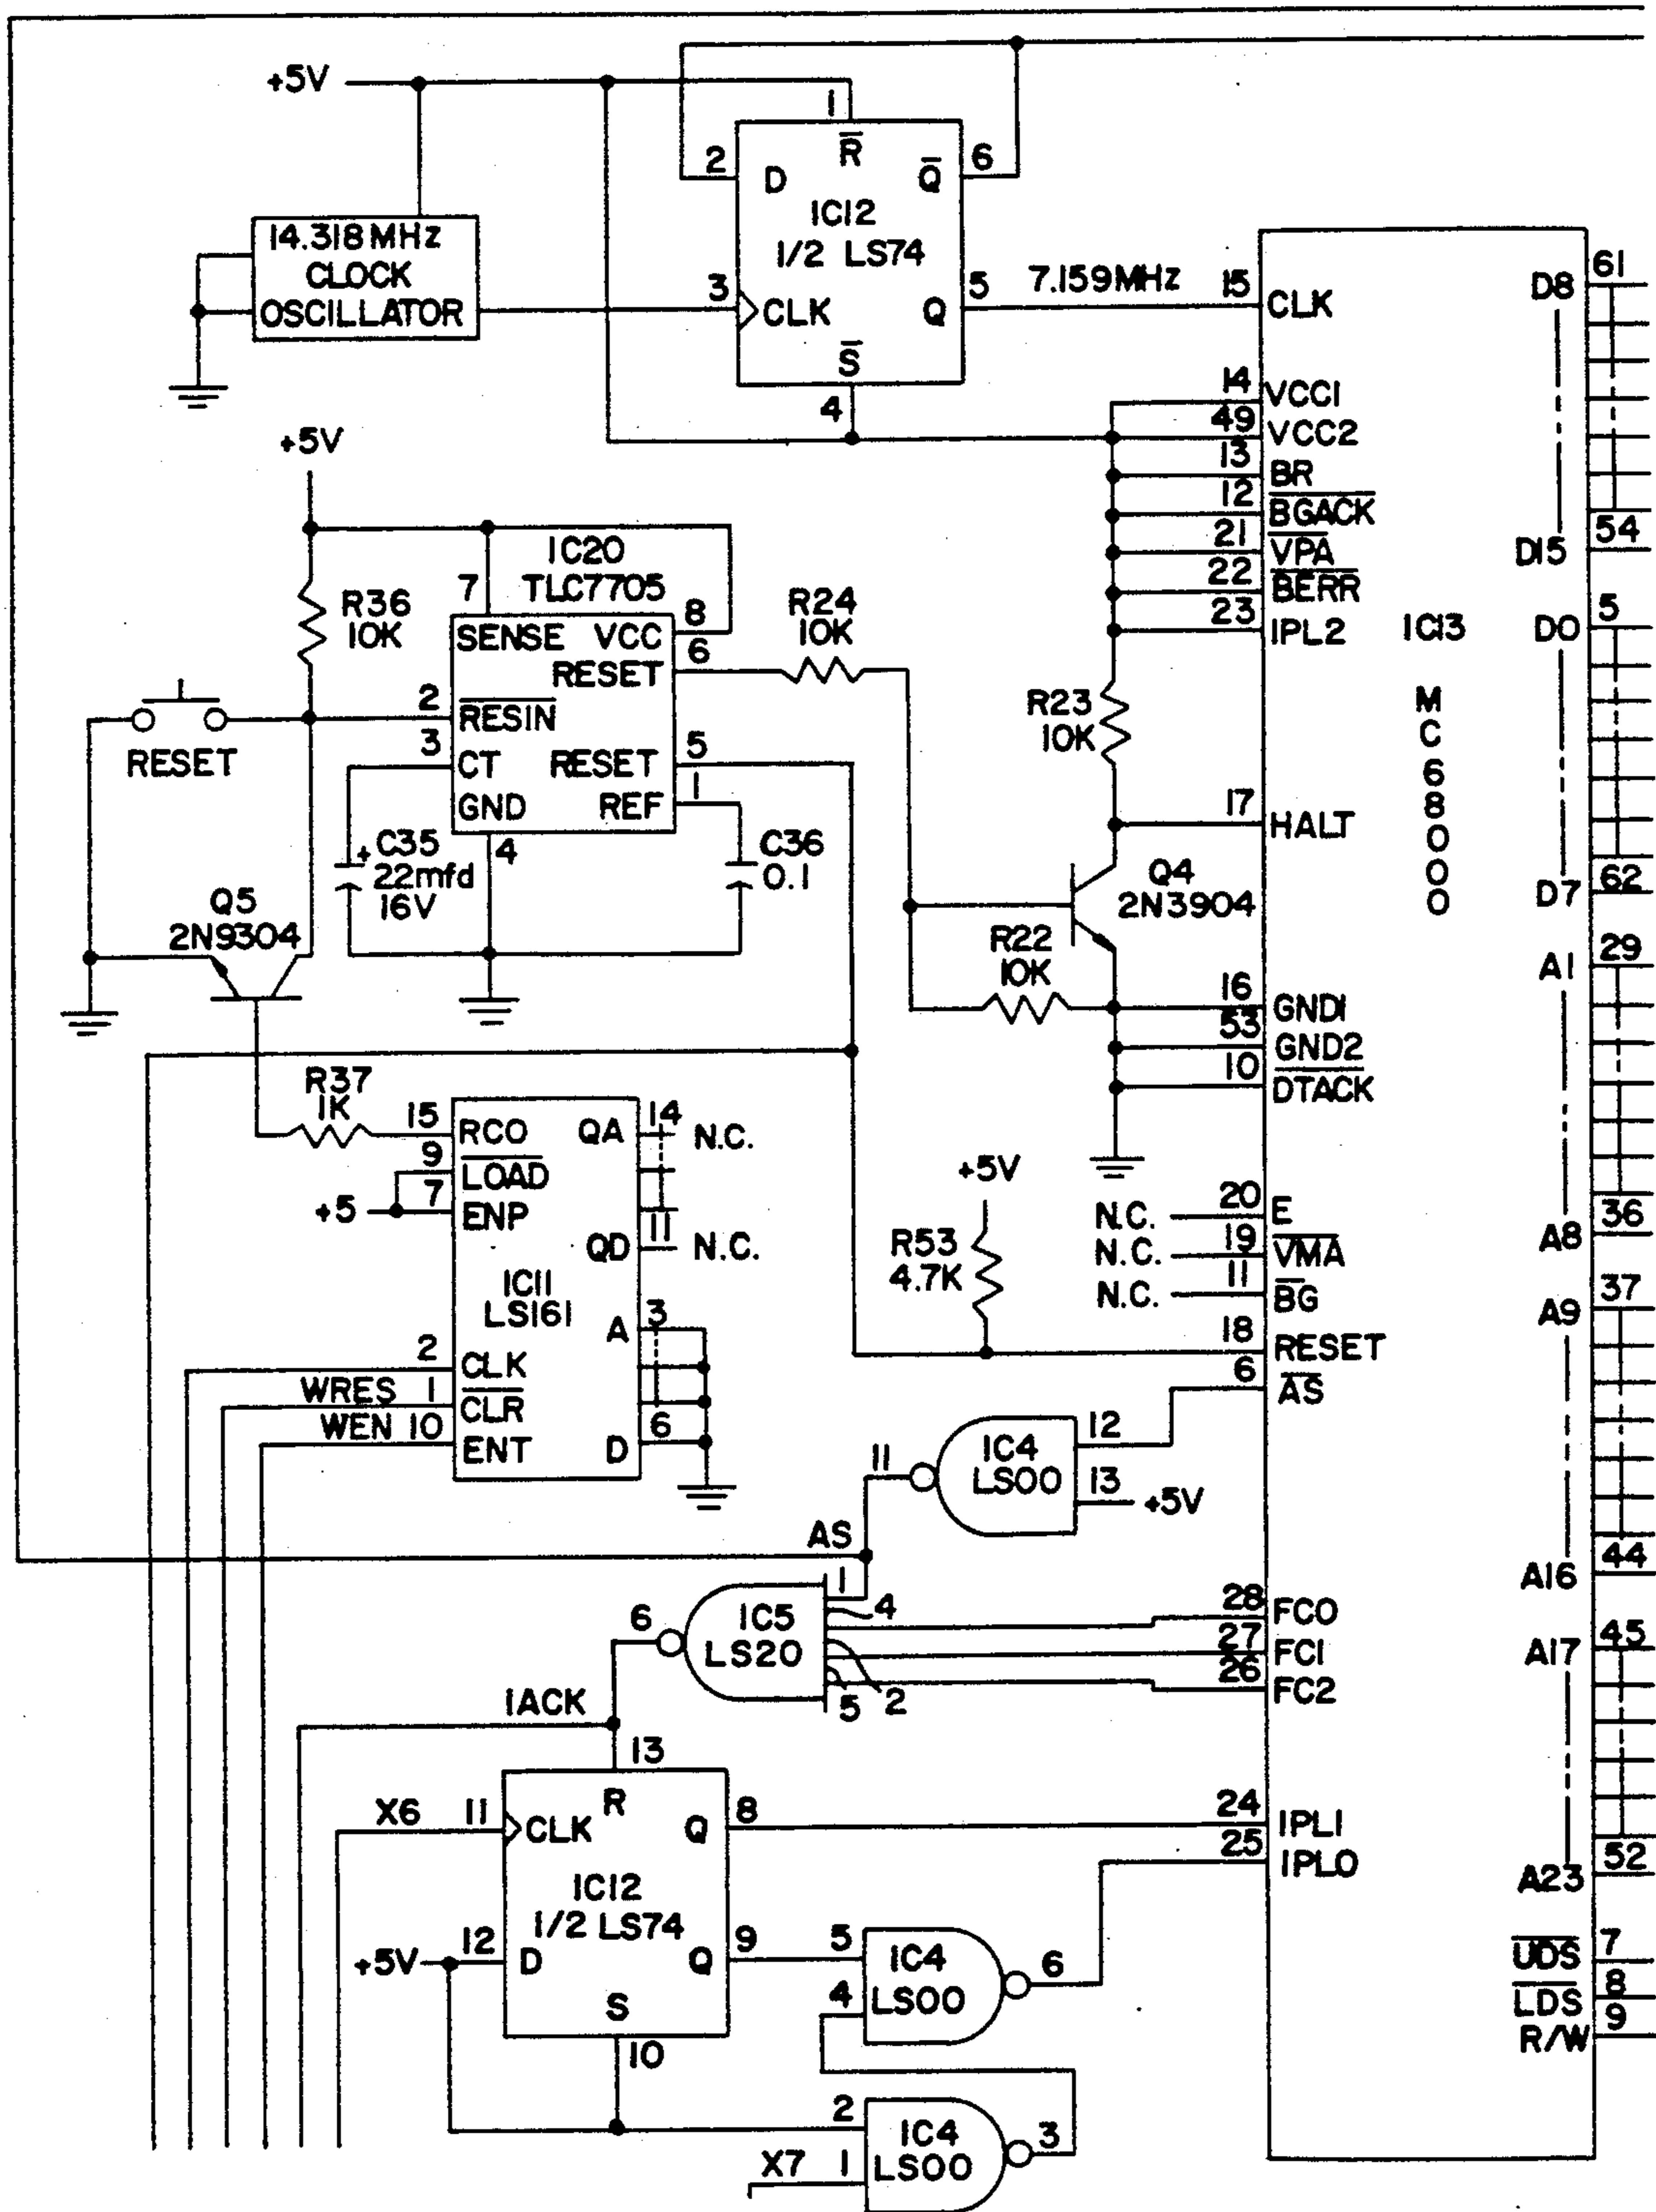 +5V
1
R
2
D
Q
6
IC12
1/2 LS74
14.318MHz
CLOCK
OSCILLATOR
3
CLK
Q
5
7.159MHz
S
4
+5V
IC20
TLC7705
7
SENSE
VCC
8
RESET
6
R36
10K
R24
10K
RESET
2
RESIN
3
CT
RESET
5
GND
REF
1
4
+
C35
22mfd
16V
C36
0.1
Q5
2N9304
R23
10K
Q4
2N3904
R22
10K
R37
1K
15
RCO
QA
14
N.C.
9
LOAD
7
+5
ENP
11
QD
N.C.
IC11
LS161
A
3
2
CLK
WRES
1
CLR
WEN
10
ENT
6
D
+5V
R53
4.7K
IC4
LS00
12
13
+5V
11
AS
IC5
LS20
1
4
2
5
6
IACK
13
R
X6
11
CLK
Q
8
IC12
1/2 LS74
+5V
12
D
Q
9
S
10
5
4
IC4
LS00
6
2
X7
1
IC4
LS00
3
IC13
MC68000
15
CLK
14
VCC1
49
VCC2
13
BR
12
BGACK
21
VPA
22
BERR
23
IPL2
17
HALT
16
GND1
53
GND2
10
DTACK
N.C.
20
E
N.C.
19
VMA
N.C.
11
BG
18
RESET
6
AS
28
FC0
27
FC1
26
FC2
24
IPL1
25
IPL0
D8
61
D15
54
D0
5
D7
62
A1
29
A8
36
A9
37
A16
44
A17
45
A23
52
UDS
7
LDS
8
R/W
9